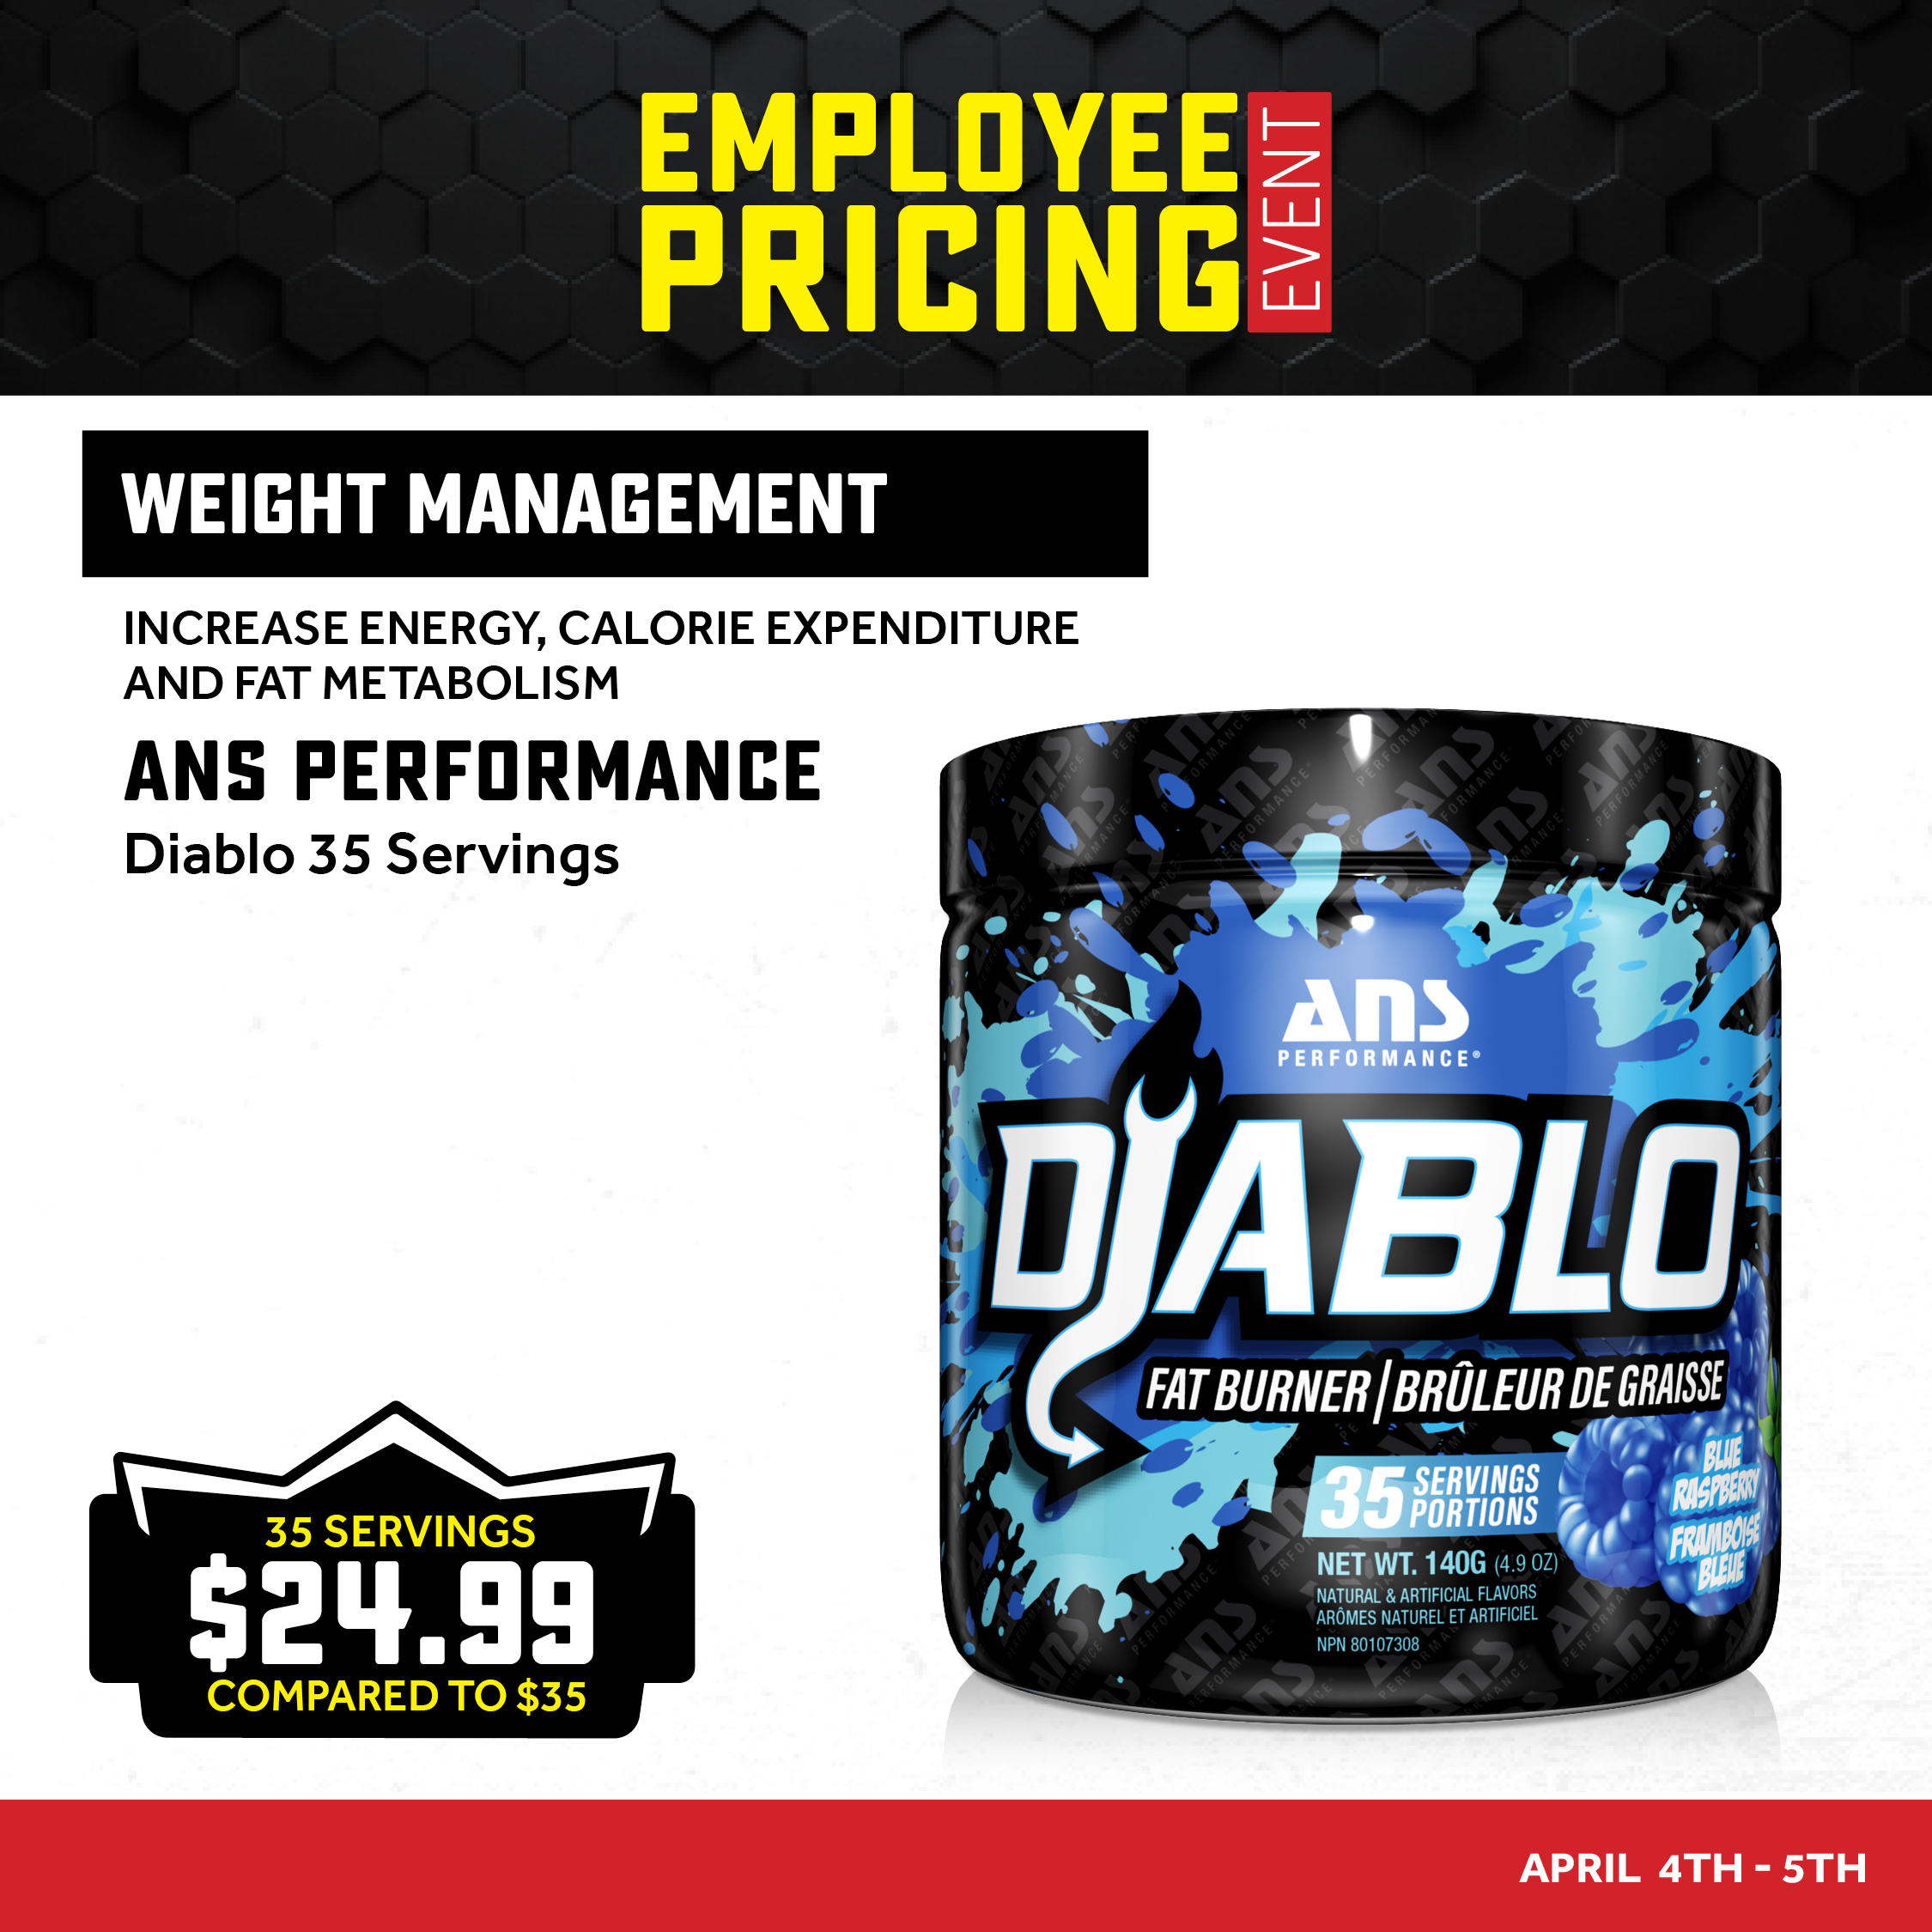 EMPLOYEE
PRICING
EVENT
WEIGHT MANAGEMENT
INCREASE ENERGY, CALORIE EXPENDITURE
AND FAT METABOLISM
ANS PERFORMANCE
Diablo 35 Servings
ANS
PERFORMANCE®
DIABLO
FAT BURNER | BRÛLEUR DE GRAISSE
35 SERVINGS
PORTIONS
BLUE
RASPBERRY
FRAMBOISE
BLEUE
NET WT. 140G (4.9 OZ)
NATURAL & ARTIFICIAL FLAVORS
ARÔMES NATUREL ET ARTIFICIEL
NPN 80107308
35 SERVINGS
$24.99
COMPARED TO $35
APRIL 4TH - 5TH